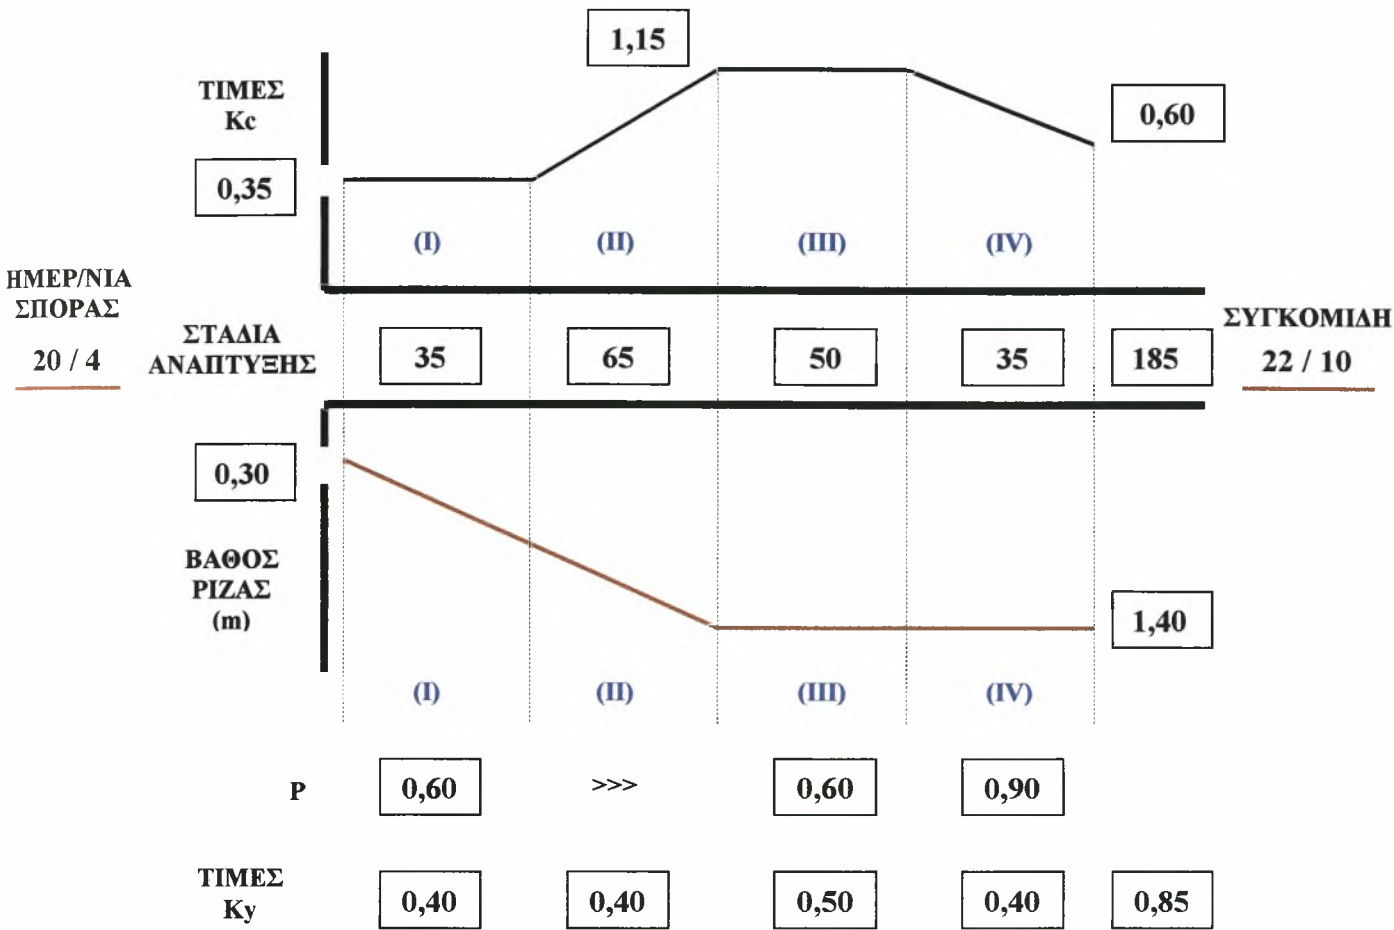 1,15
ΤΙΜΕΣ
Kc
0,60
0,35
(I) (II) (III) (IV)
ΗΜΕΡ/ΝΙΑ
ΣΠΟΡΑΣ
20 / 4
ΣΤΑΔΙΑ
ΑΝΑΠΤΥΞΗΣ
35 65 50 35 185
ΣΥΓΚΟΜΙΔΗ
22 / 10
0,30
ΒΑΘΟΣ
ΡΙΖΑΣ
(m)
1,40
(I) (II) (III) (IV)
P 0,60 >>> 0,60 0,90
ΤΙΜΕΣ
Ky
0,40 0,40 0,50 0,40 0,85